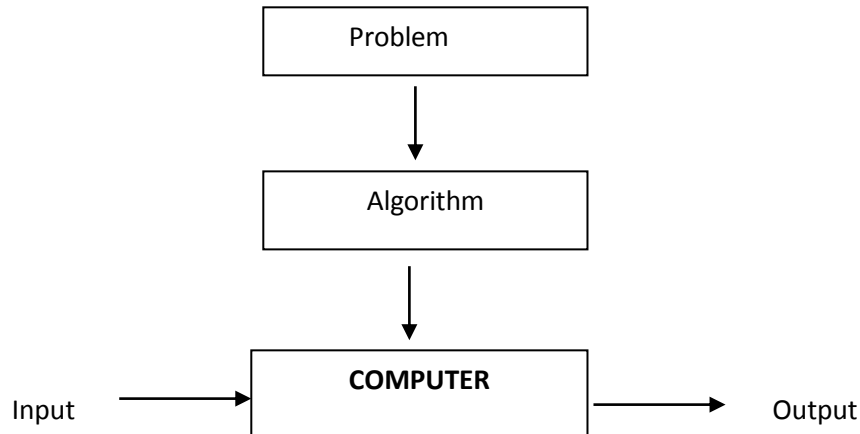 Problem
Algorithm
COMPUTER
Input
Output